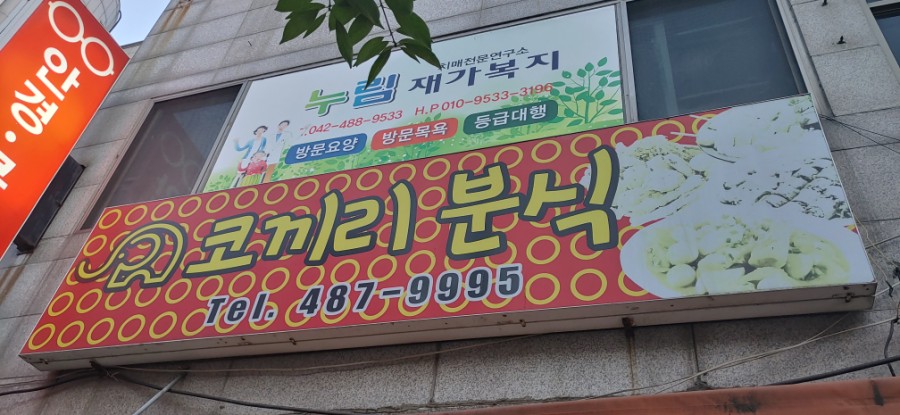 안경·
치매전문연구소
누림 재가복지
042-488-9533 H.P 010-9533-3196
방문요양 방문목욕 등급대행
코끼리 분식
Tel. 487-9995